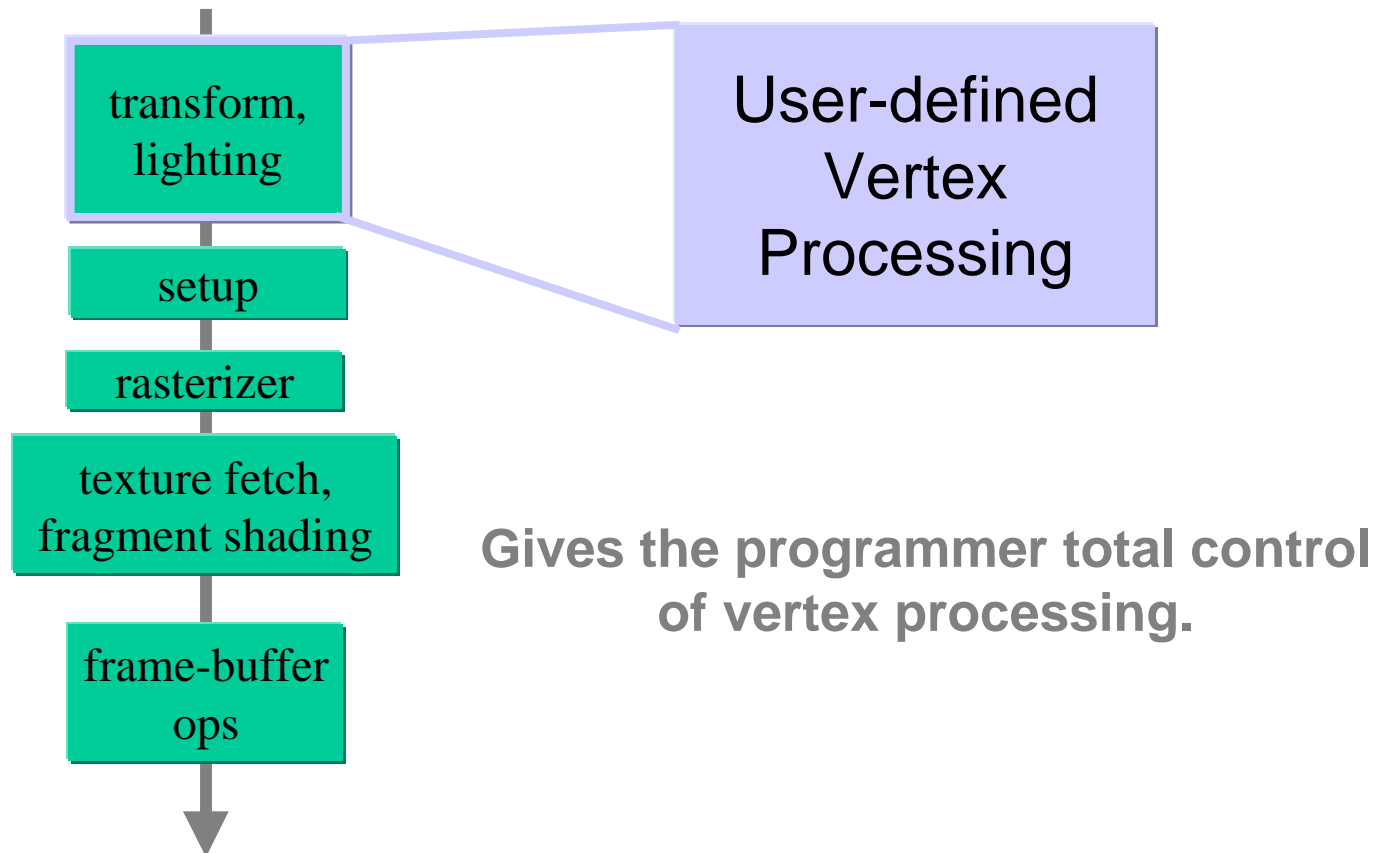 transform,
lighting
User-defined
Vertex
Processing
setup
rasterizer
texture fetch,
fragment shading
Gives the programmer total control
of vertex processing.
frame-buffer
ops